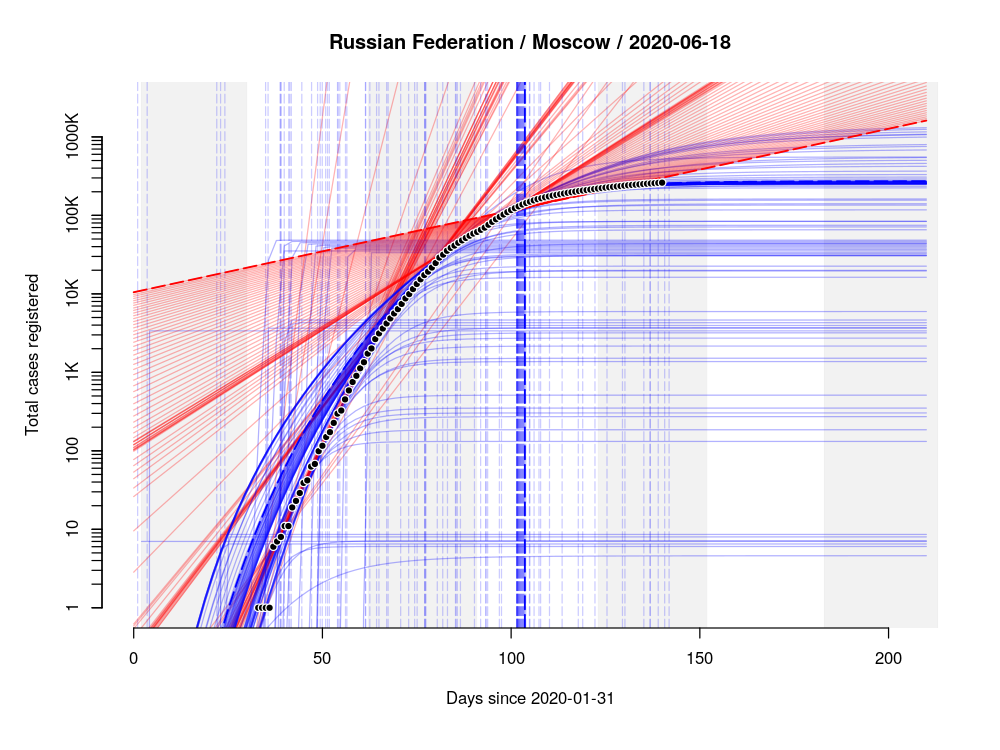 Russian Federation / Moscow / 2020-06-18
Total cases registered
1000K
100K
10K
1K
100
10
1
0 50 100 150 200
Days since 2020-01-31